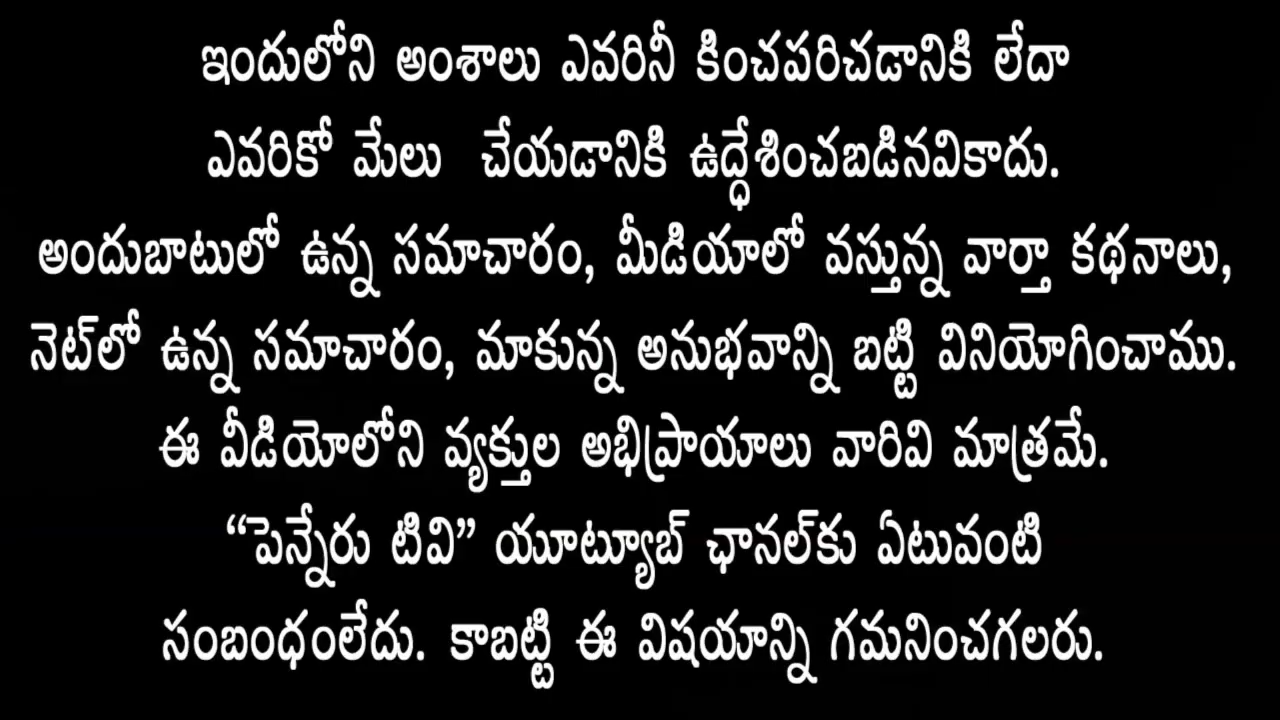 ఇందులోని అంశాలు ఎవరినీ కించపరిచడానికి లేదా
ఎవరికో మేలు చేయడానికి ఉద్ధేశించబడినవికాదు.
అందుబాటులో ఉన్న సమాచారం, మీడియాలో వస్తున్న వార్తా కథనాలు,
నెట్‌లో ఉన్న సమాచారం, మాకున్న అనుభవాన్ని బట్టి వినియోగించాము.
ఈ వీడియోలోని వ్యక్తుల అభిప్రాయాలు వారివి మాత్రమే.
“పెన్నేరు టివి” యూట్యూబ్ ఛానల్‌కు ఏటువంటి
సంబంధంలేదు. కాబట్టి ఈ విషయాన్ని గమనించగలరు.